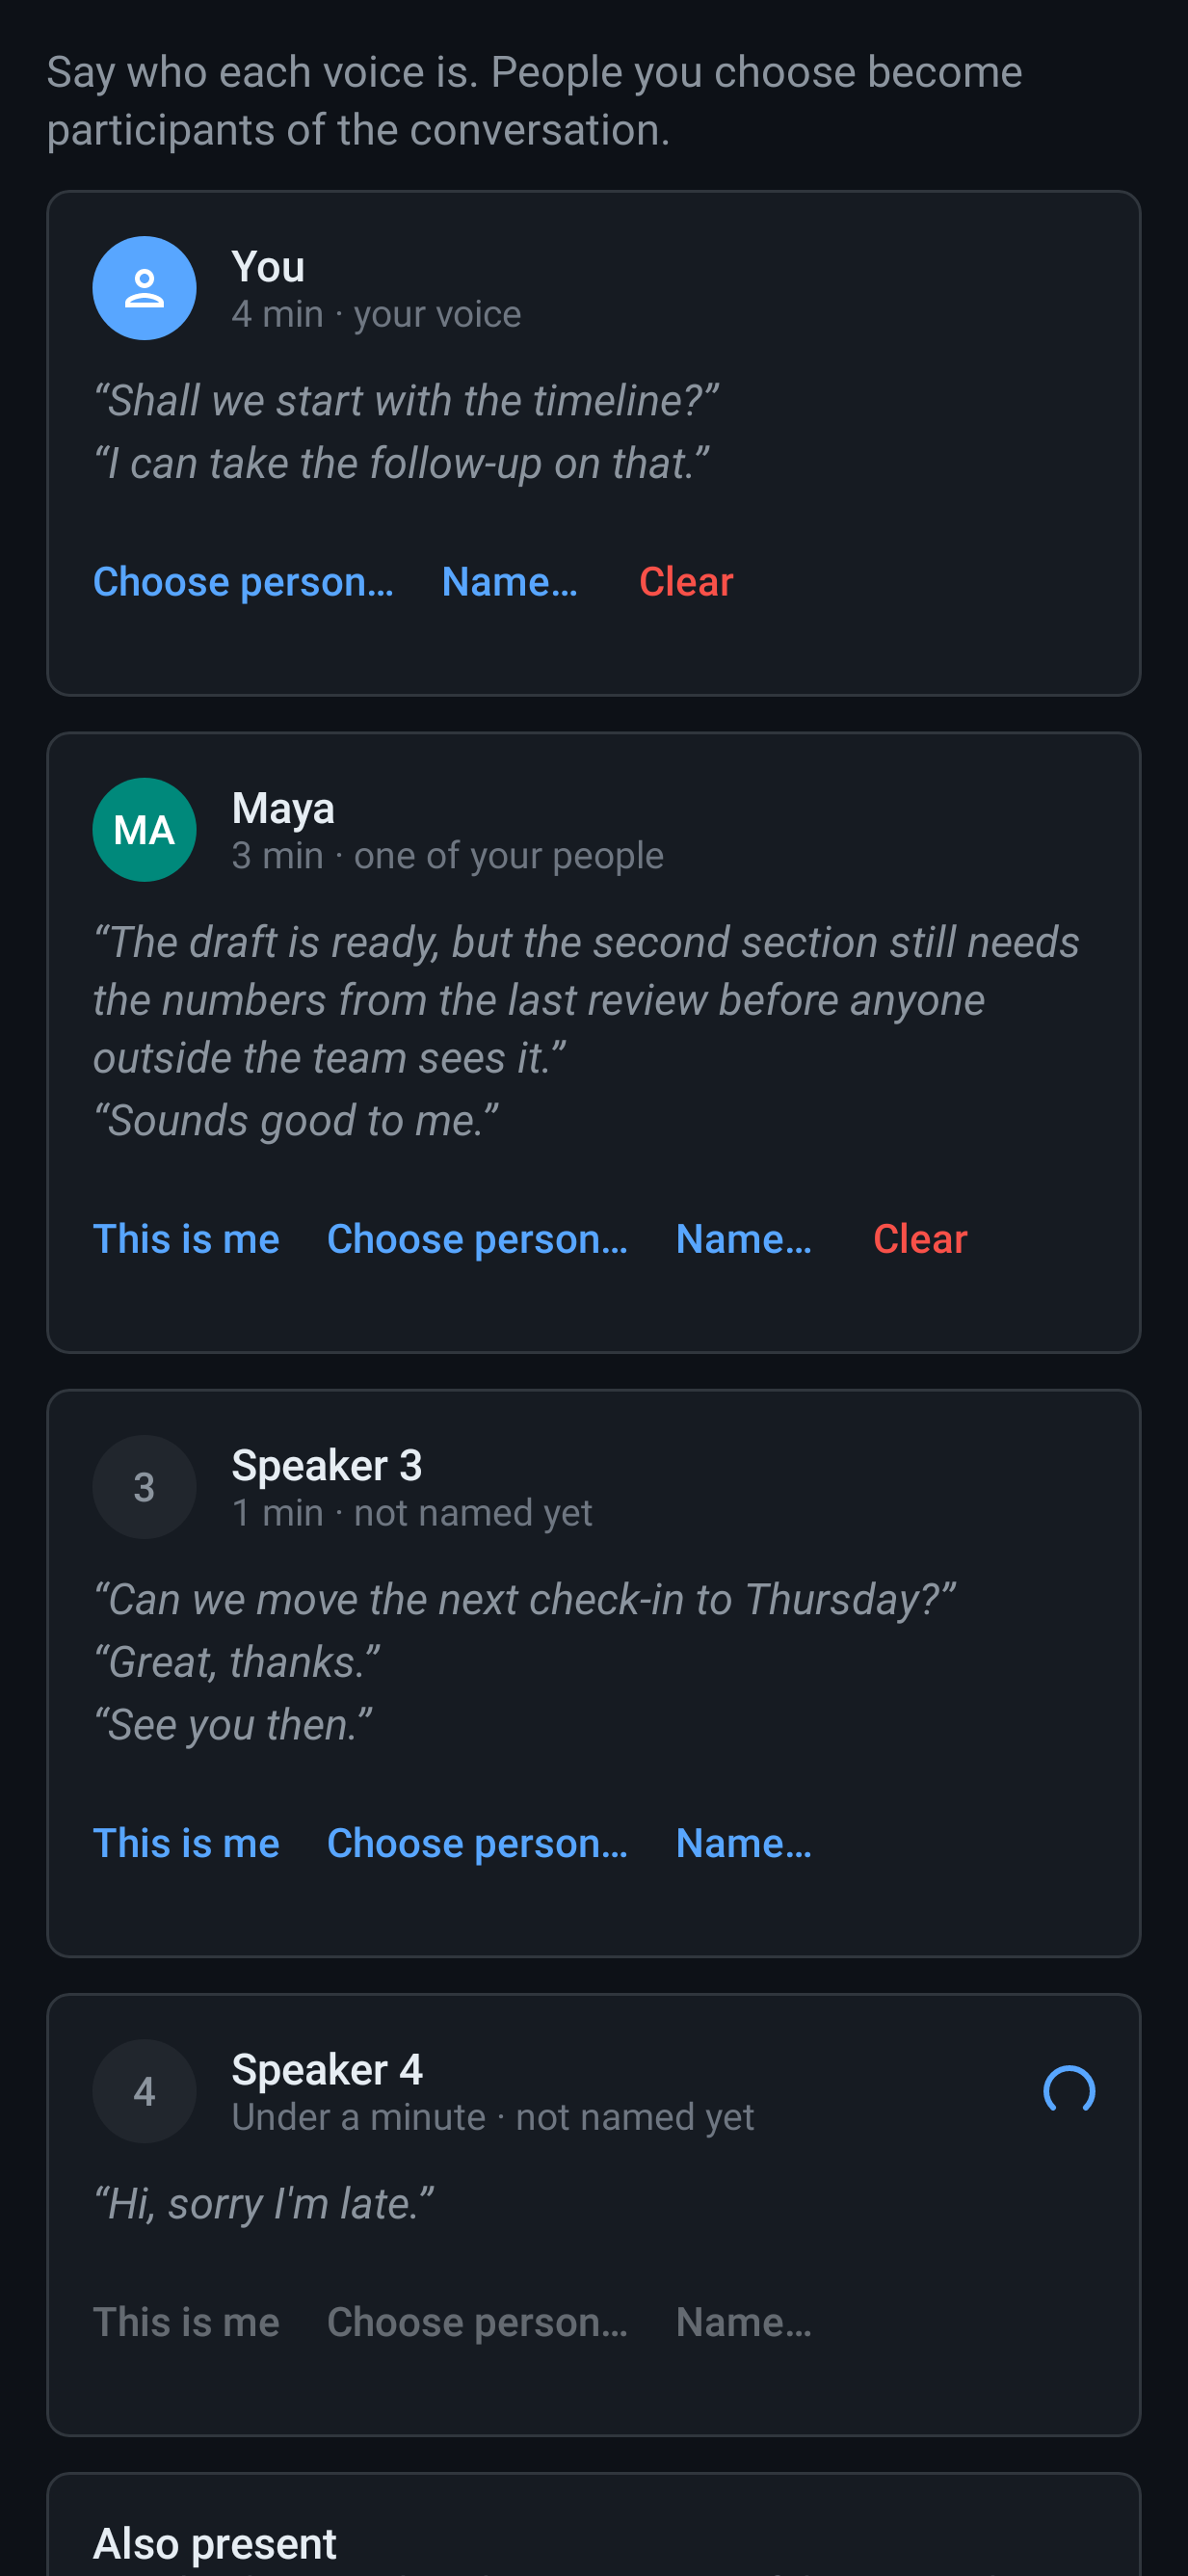 Say who each voice is. People you choose become
participants of the conversation.
You
4 min · your voice
“Shall we start with the timeline?”
“I can take the follow-up on that.”
Choose person… Name… Clear
MA
Maya
3 min · one of your people
“The draft is ready, but the second section still needs
the numbers from the last review before anyone
outside the team sees it.”
“Sounds good to me.”
This is me Choose person… Name… Clear
3
Speaker 3
1 min · not named yet
“Can we move the next check-in to Thursday?”
“Great, thanks.”
“See you then.”
This is me Choose person… Name…
4
Speaker 4
Under a minute · not named yet
“Hi, sorry I'm late.”
This is me Choose person… Name…
Also present